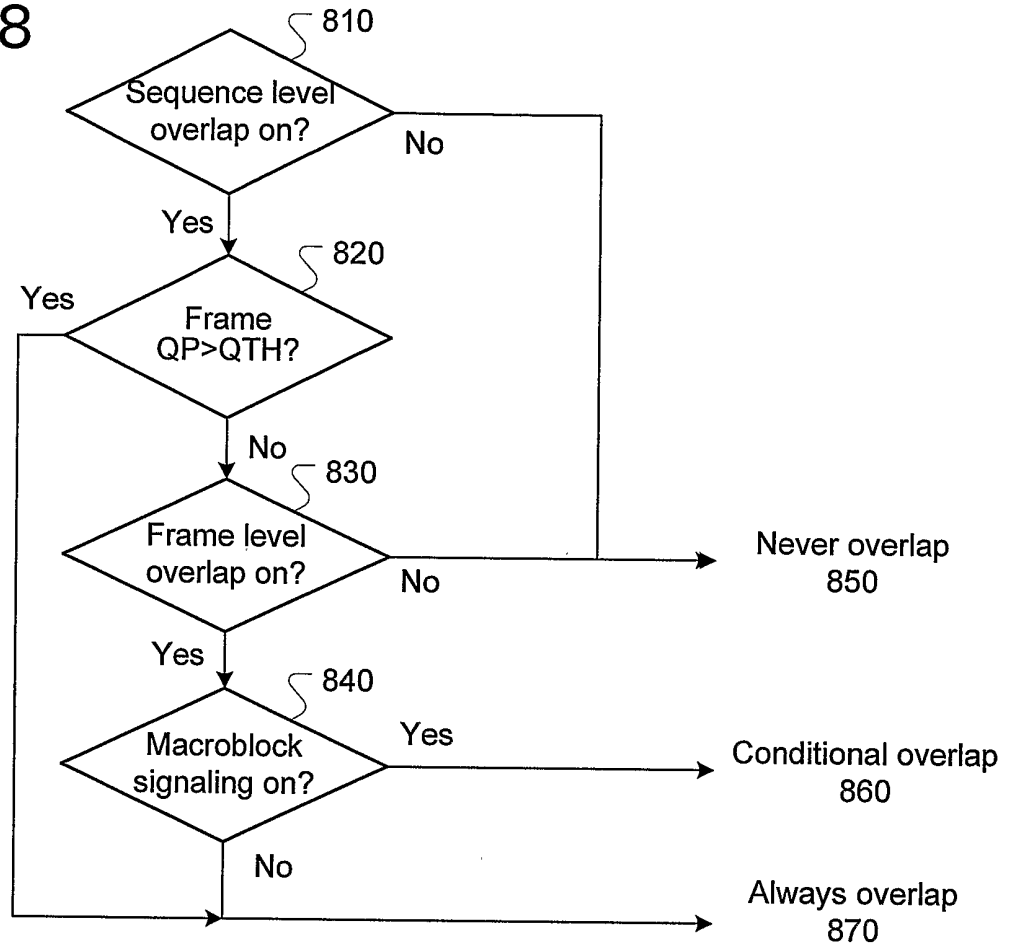 8
810
Sequence level
overlap on?
No
Yes
820
Yes
Frame
QP>QTH?
No
830
Frame level
overlap on?
No
Never overlap
850
Yes
840
Macroblock
signaling on?
Yes
Conditional overlap
860
No
Always overlap
870